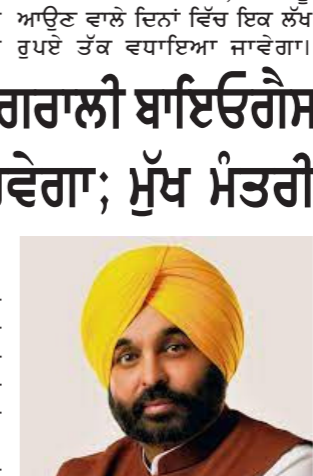 ਆਉਣ ਵਾਲੇ ਦਿਨਾਂ ਵਿੱਚ ਇਕ ਲੱਖ
ਰੁਪਏ ਤੱਕ ਵਧਾਇਆ ਜਾਵੇਗਾ।
ਗਰਾਲੀ ਬਾਇਓਗੈਸ
ਵੇਗਾ; ਮੁੱਖ ਮੰਤਰੀ